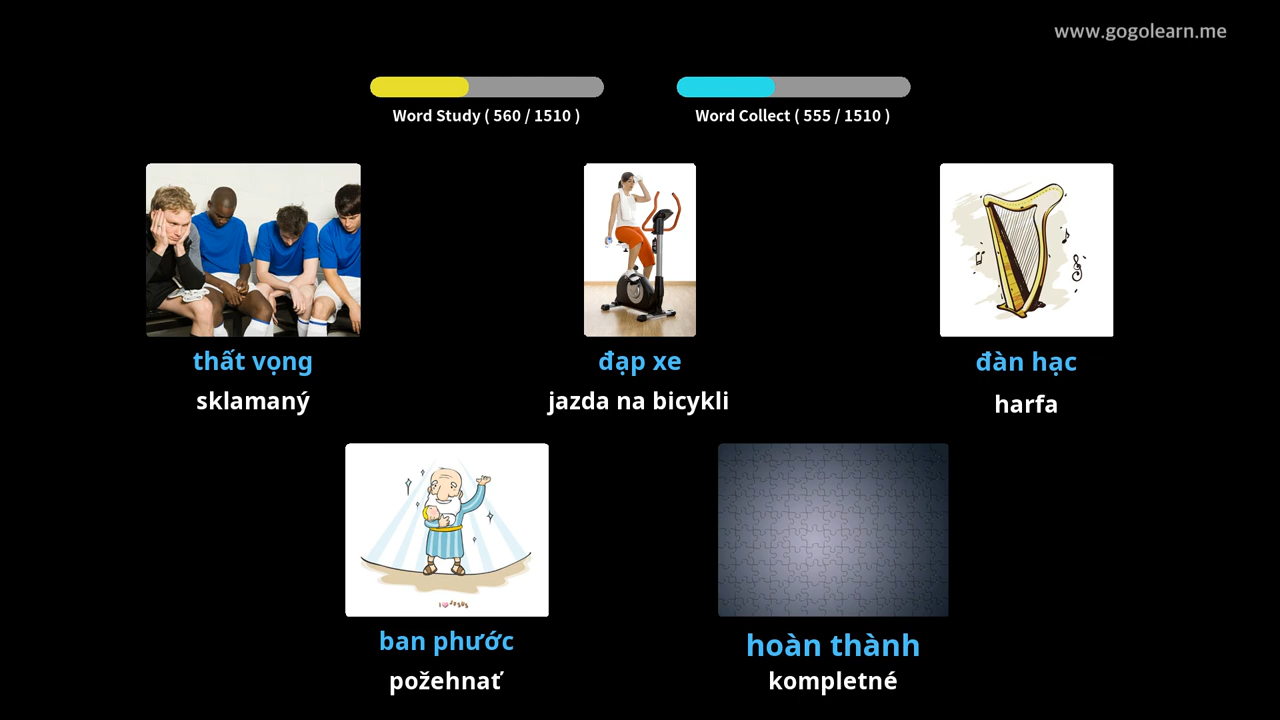 www.gogolearn.me
Word Study ( 560 / 1510 )
Word Collect ( 555 / 1510 )
thất vọng
sklamaný
đạp xe
jazda na bicykli
đàn hạc
harfa
I ❤ JESUS
ban phước
požehnať
hoàn thành
kompletné